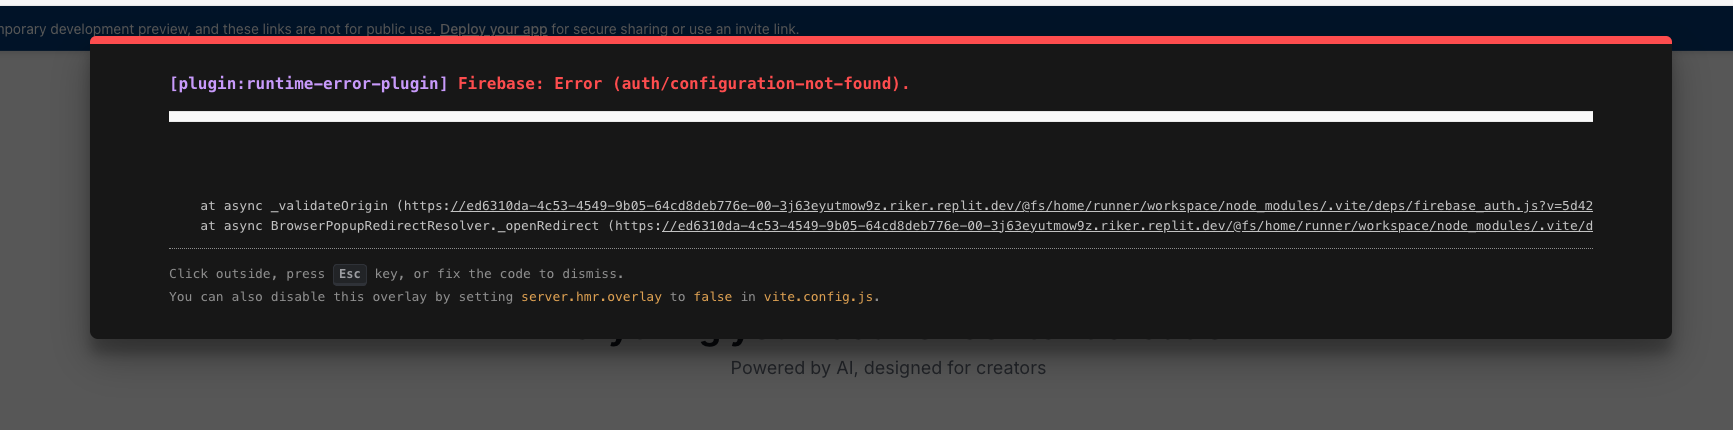 mporary development preview, and these links are not for public use. Deploy your app for secure sharing or use an invite link.
[plugin:runtime-error-plugin] Firebase: Error (auth/configuration-not-found).
at async _validateOrigin (https://ed6310da-4c53-4549-9b05-64cd8deb776e-00-3j63eyutmow9z.riker.replit.dev/@fs/home/runner/workspace/node_modules/.vite/deps/firebase_auth.js?v=5d42
at async BrowserPopupRedirectResolver._openRedirect (https://ed6310da-4c53-4549-9b05-64cd8deb776e-00-3j63eyutmow9z.riker.replit.dev/@fs/home/runner/workspace/node_modules/.vite/d
Click outside, press Esc key, or fix the code to dismiss.
You can also disable this overlay by setting server.hmr.overlay to false in vite.config.js.
Powered by AI, designed for creators